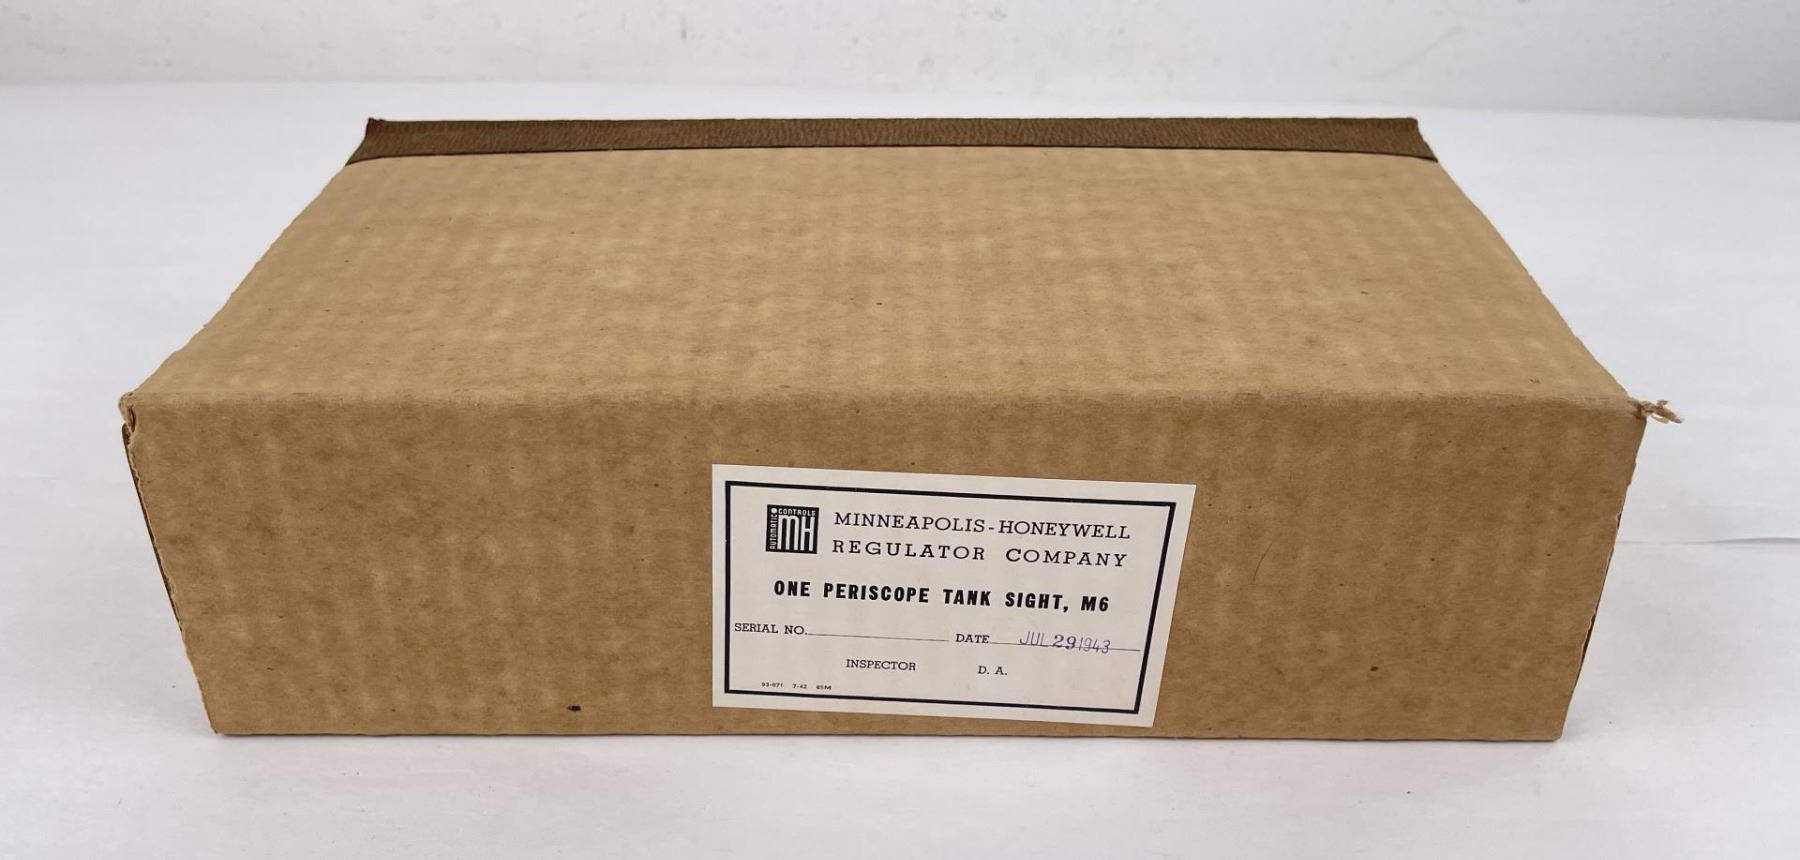 AUTOMATIC CONTROLS
MH
MINNEAPOLIS-HONEYWELL
REGULATOR COMPANY
ONE PERISCOPE TANK SIGHT, M6
SERIAL NO. DATE JUL 29 1943
INSPECTOR D. A.
93-071 7-42 65M